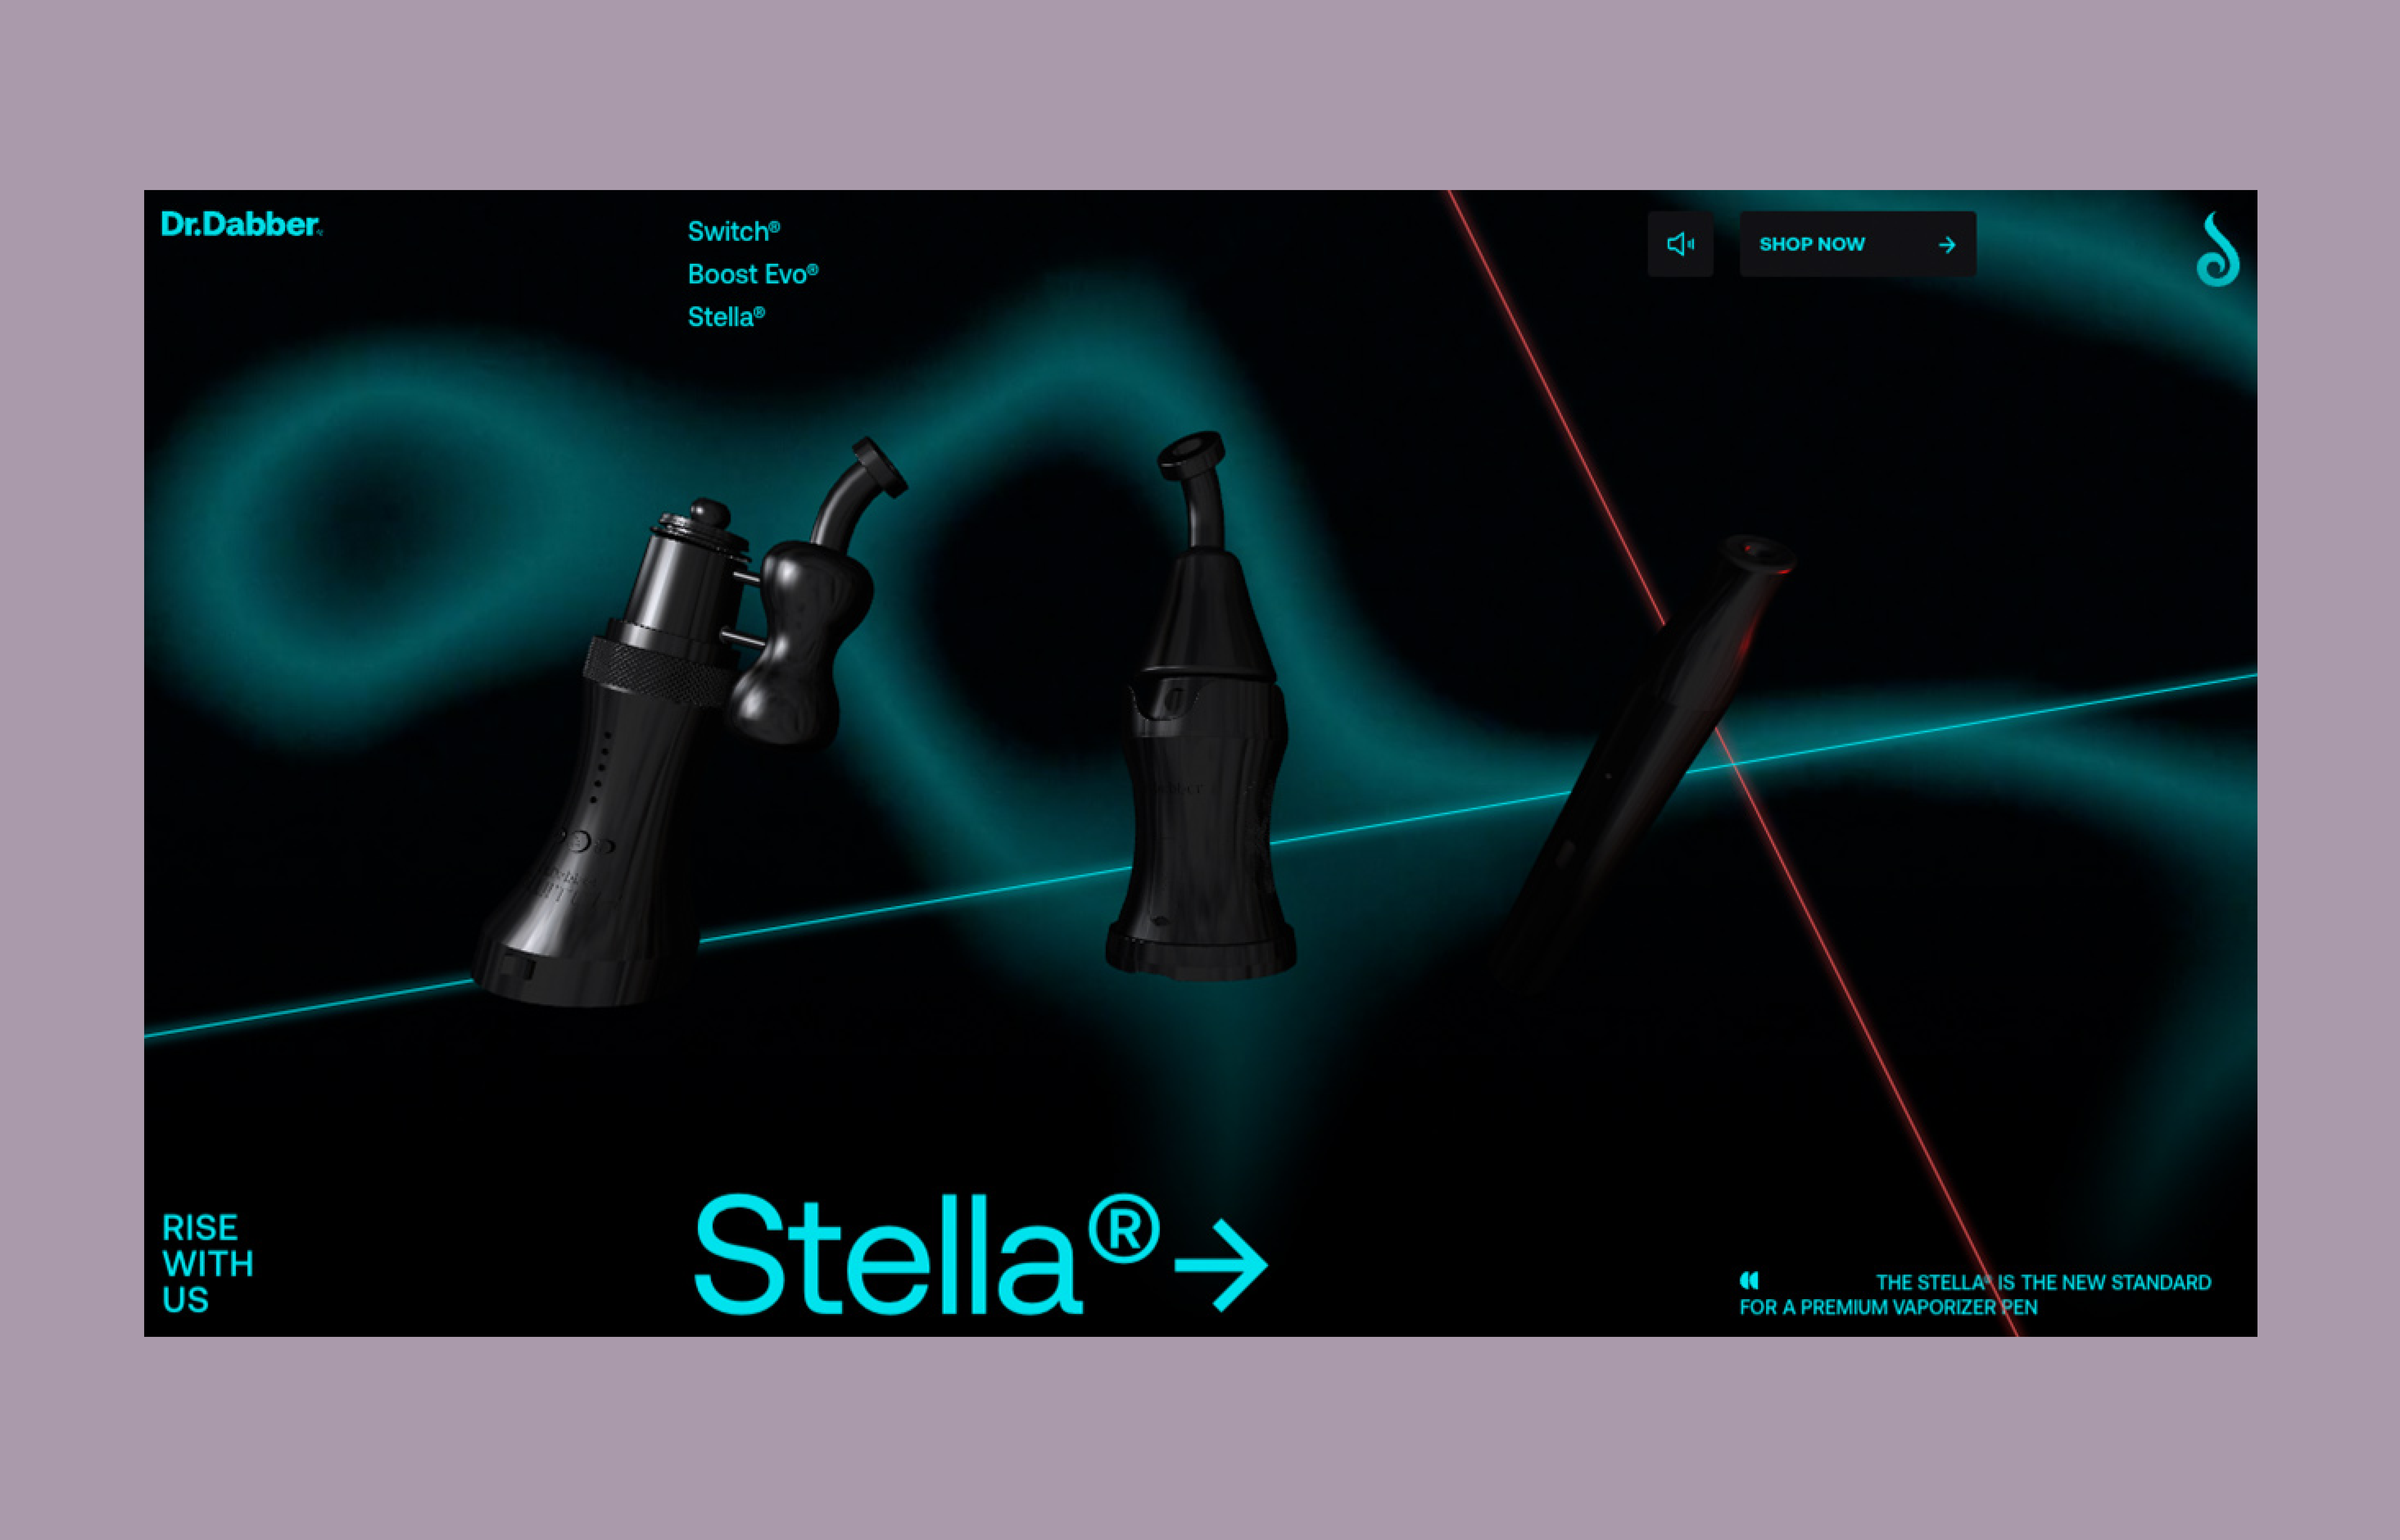 Dr.Dabber
Switch®
Boost Evo®
Stella®
SHOP NOW →
RISE
WITH
US
Stella®→
THE STELLA® IS THE NEW STANDARD
FOR A PREMIUM VAPORIZER PEN